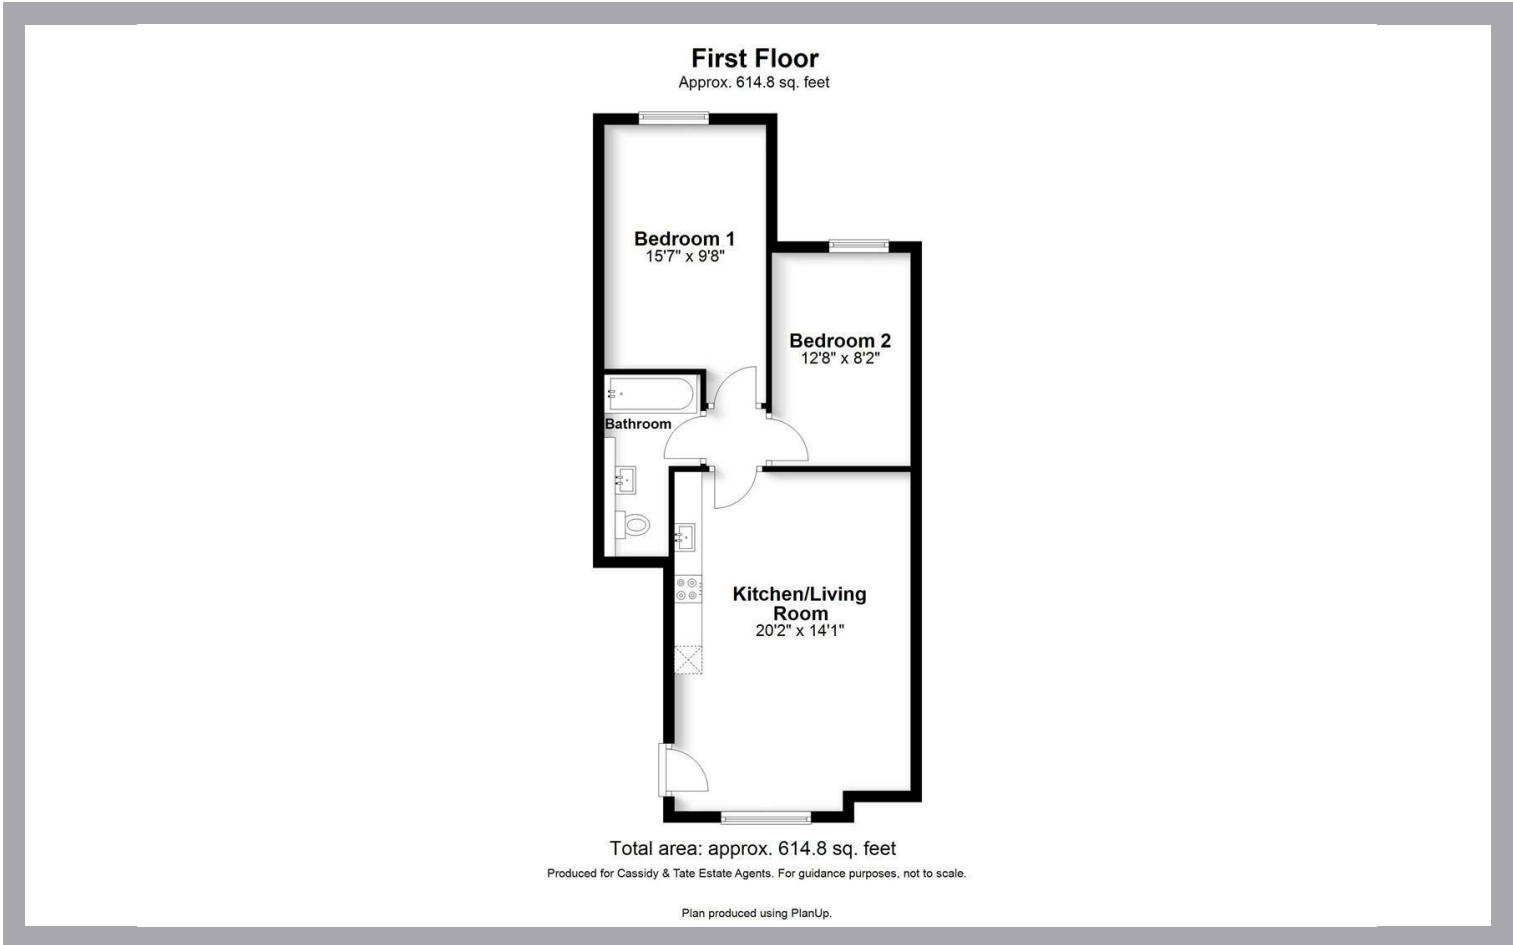 First Floor
Approx. 614.8 sq. feet
Bedroom 1
15'7" x 9'8"
Bedroom 2
12'8" x 8'2"
Bathroom
Kitchen/Living
Room
20'2" x 14'1"
Total area: approx. 614.8 sq. feet
Produced for Cassidy & Tate Estate Agents. For guidance purposes, not to scale.
Plan produced using PlanUp.